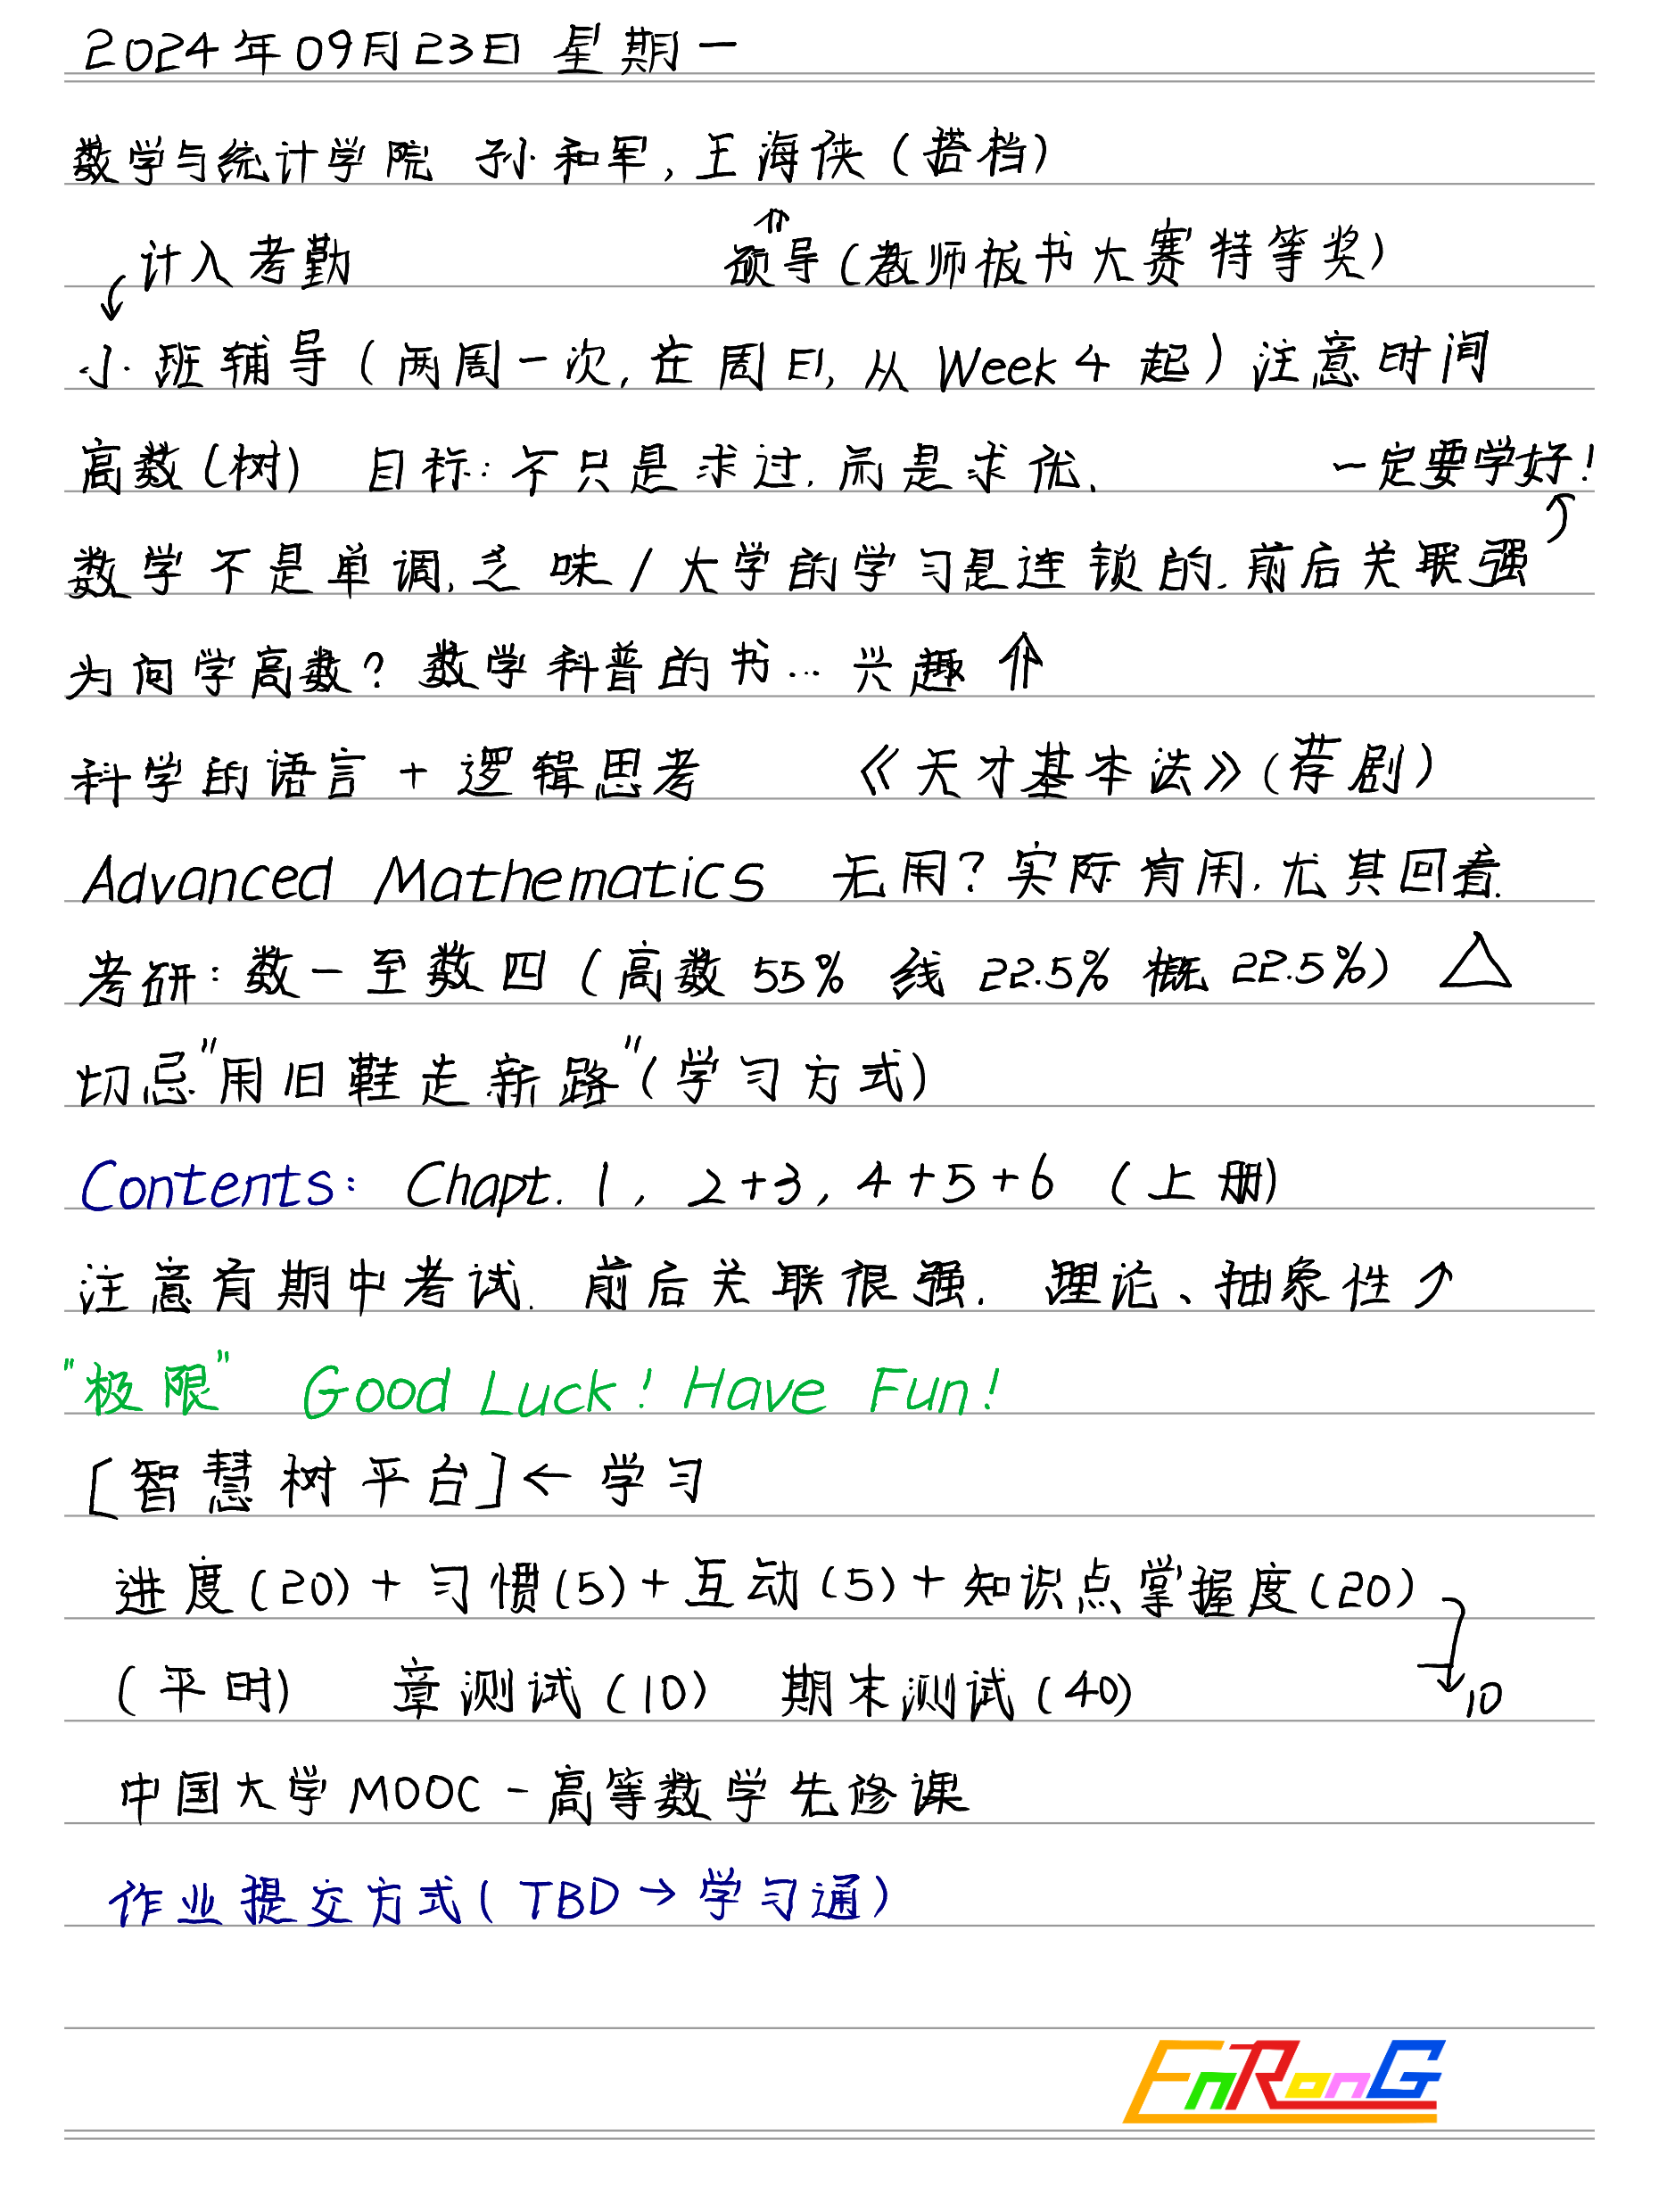 2024年09月23日 星期一
数学与统计学院 孙和军, 王海侠 (搭档)
计入考勤 ⇑ 硕导(教师板书大赛特等奖)
↙ 小班辅导 (两周一次, 在周日, 从 Week 4 起) 注意时间
高数(树) 目标: 不只是求过, 而是求优. 一定要学好!
数学不是单调, 乏味 / 大学的学习是连锁的, 前后关联强 ↑
为何学高数? 数学科普的书... 兴趣 ⇑
科学的语言 + 逻辑思考 《天才基本法》(荐剧)
Advanced Mathematics 无用? 实际有用, 尤其回看.
考研: 数一至数四 (高数 55% 线 22.5% 概 22.5%) △
切忌"用旧鞋走新路"(学习方式)
Contents: Chapt. 1, 2+3, 4+5+6 (上册)
注意有期中考试. 前后关联很强. 理论、抽象性↗
"极限" Good Luck! Have Fun!
[智慧树平台] ← 学习
进度(20) + 习惯(5) + 互动(5) + 知识点掌握度(20)
(平时) 章测试(10) 期末测试(40) ↓10
中国大学MOOC - 高等数学先修课
作业提交方式(TBD → 学习通)
EnRonG